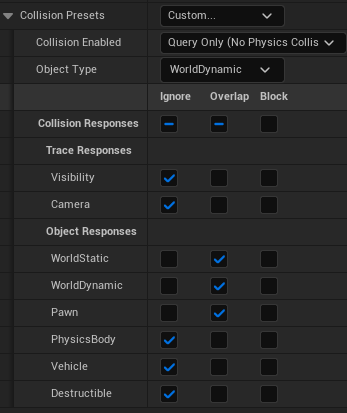 Collision Presets Custom...
Collision Enabled Query Only (No Physics Collis
Object Type WorldDynamic
Ignore Overlap Block
Collision Responses
Trace Responses
Visibility
Camera
Object Responses
WorldStatic
WorldDynamic
Pawn
PhysicsBody
Vehicle
Destructible